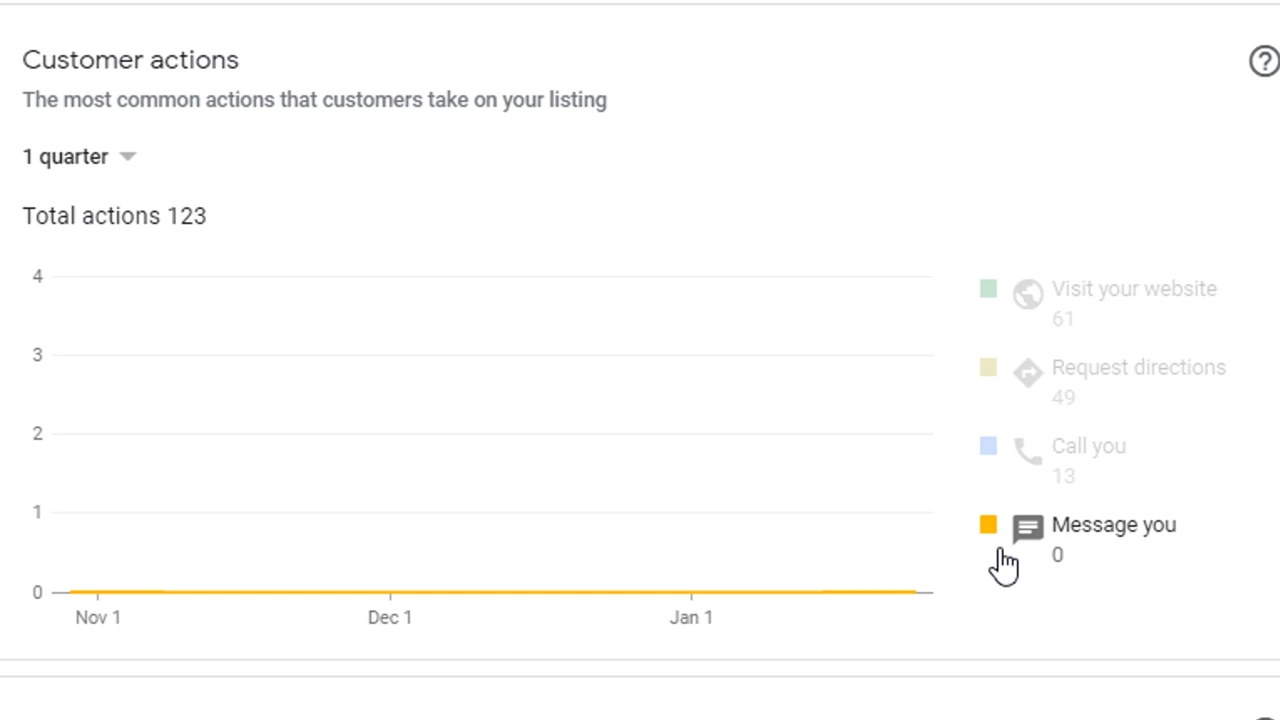 Customer actions
?
The most common actions that customers take on your listing
1 quarter
Total actions 123
4
3
2
1
0
Nov 1
Dec 1
Jan 1
Visit your website
61
Request directions
49
Call you
13
Message you
0